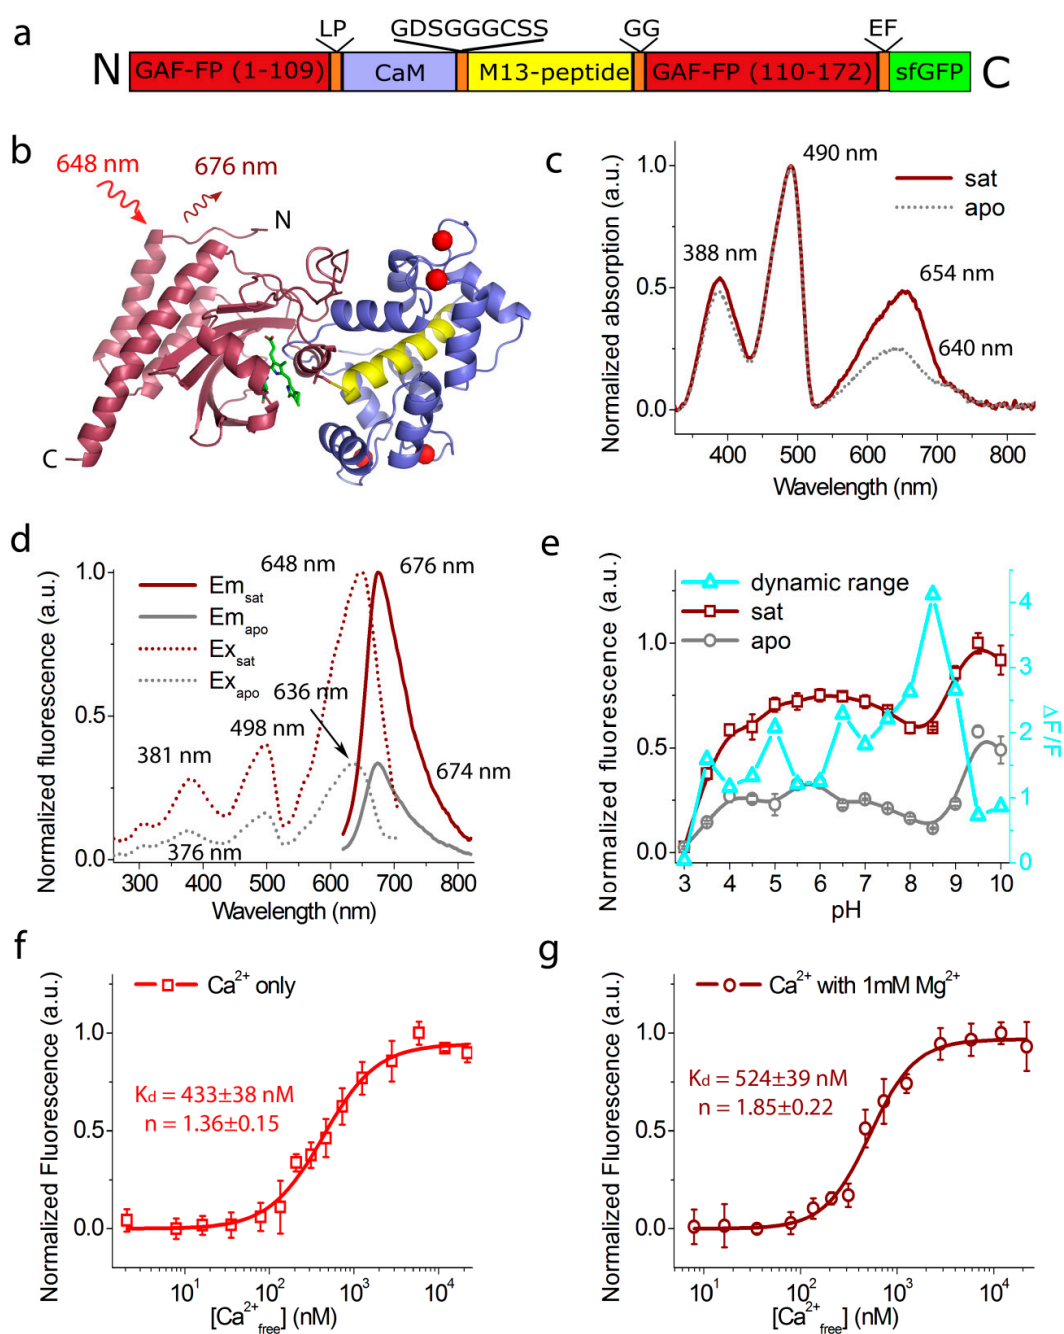 a
LP GDSGGGCSS GG EF
N GAF-FP (1-109) CaM M13-peptide GAF-FP (110-172) sfGFP C
b
648 nm 676 nm
N
C
c
Normalized absorption (a.u.)
1.0
0.5
0.0
490 nm
388 nm
654 nm
640 nm
sat
apo
400 500 600 700 800
Wavelength (nm)
d
Normalized fluorescence (a.u.)
1.0
0.5
0.0
Em sat
Em apo
Ex sat
Ex apo
648 nm 676 nm
636 nm
498 nm
381 nm
674 nm
376 nm
300 400 500 600 700 800
Wavelength (nm)
e
Normalized fluorescence (a.u.)
1.0
0.5
0.0
dynamic range
sat
apo
4
3
2
1
0
ΔF/F
3 4 5 6 7 8 9 10
pH
f
Normalized Fluorescence (a.u.)
1.0
0.5
0.0
Ca²⁺ only
Kd = 433±38 nM
n = 1.36±0.15
10¹ 10² 10³ 10⁴
[Ca²⁺free] (nM)
g
Normalized Fluorescence (a.u.)
1.0
0.5
0.0
Ca²⁺ with 1mM Mg²⁺
Kd = 524±39 nM
n = 1.85±0.22
10¹ 10² 10³ 10⁴
[Ca²⁺free] (nM)